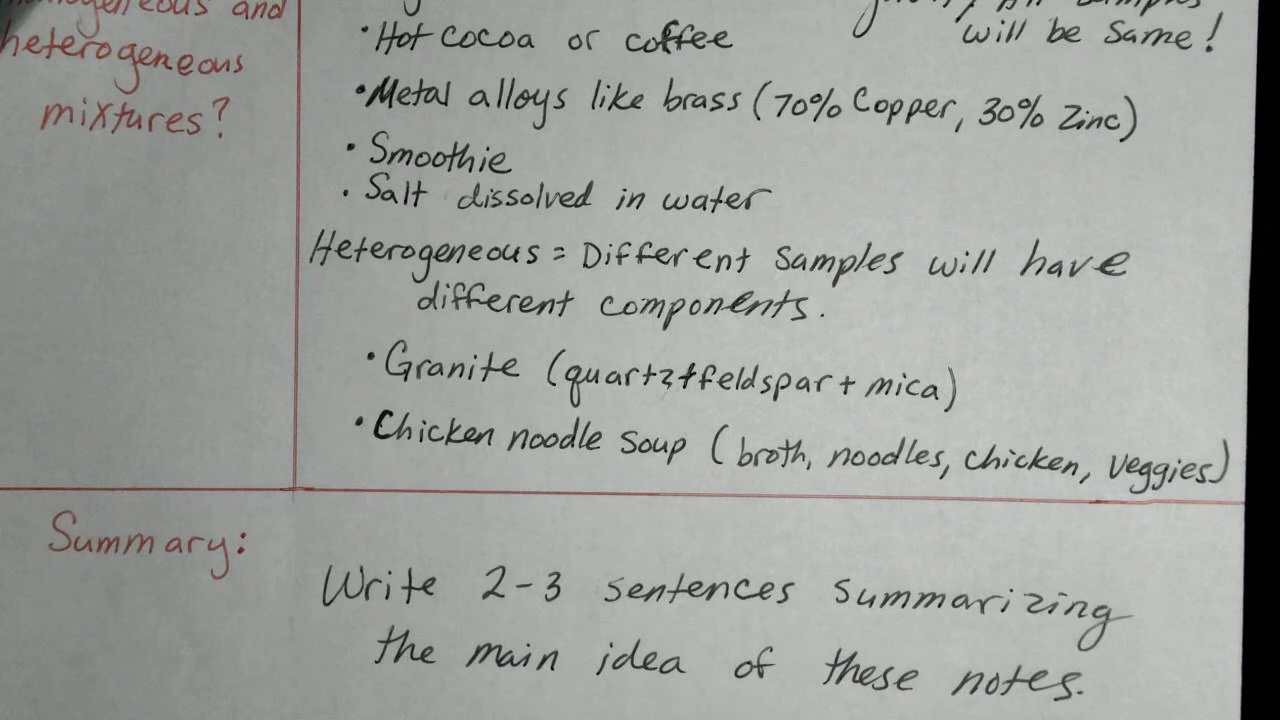 heterogeneous and
heterogeneous
mixtures?
will be same!
• Hot cocoa or coffee
• Metal alloys like brass (70% Copper, 30% Zinc)
• Smoothie
• Salt dissolved in water
Heterogeneous = Different samples will have
different components.
• Granite (quartz+feldspar + mica)
• Chicken noodle soup (broth, noodles, chicken, veggies)
Summary:
Write 2-3 sentences summarizing
the main idea of these notes.